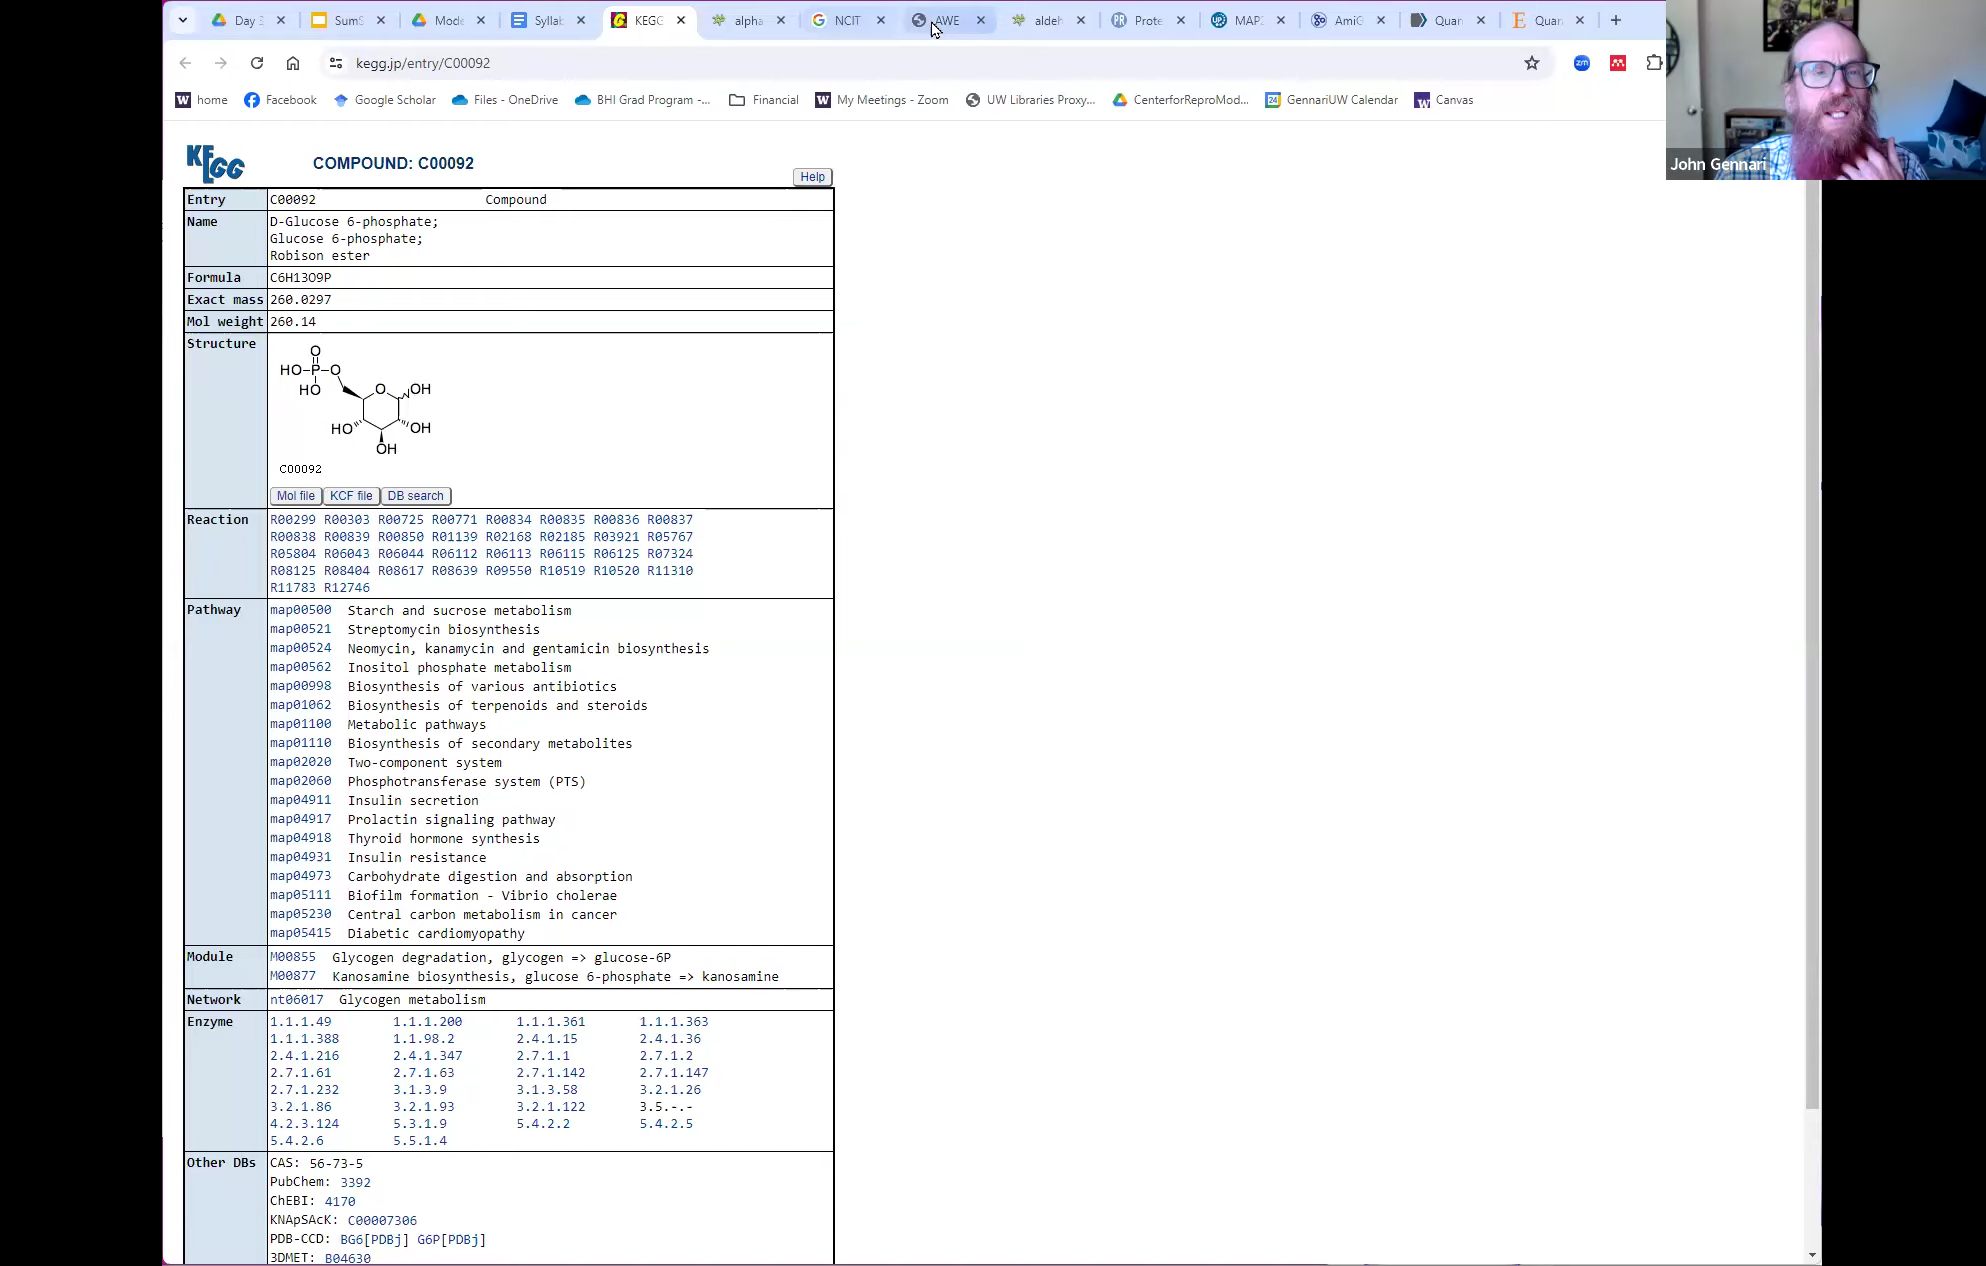 Day 3
SumS
Mode
Syllab
KEGG
alpha
NCIT
AWE
aldeh
Prote
MAP2
AmiG
Quan
Quan
kegg.jp/entry/C00092
home
Facebook
Google Scholar
Files - OneDrive
BHI Grad Program -...
Financial
My Meetings - Zoom
UW Libraries Proxy...
CenterforReproMod...
GennariUW Calendar
Canvas
John Gennari
KEGG
COMPOUND: C00092
Help
Entry C00092 Compound
Name D-Glucose 6-phosphate;
Glucose 6-phosphate;
Robison ester
Formula C6H13O9P
Exact mass 260.0297
Mol weight 260.14
Structure
O
HO-P-O
HO
O OH
HO OH
OH
C00092
Mol file KCF file DB search
Reaction R00299 R00303 R00725 R00771 R00834 R00835 R00836 R00837
R00838 R00839 R00850 R01139 R02168 R02185 R03921 R05767
R05804 R06043 R06044 R06112 R06113 R06115 R06125 R07324
R08125 R08404 R08617 R08639 R09550 R10519 R10520 R11310
R11783 R12746
Pathway map00500 Starch and sucrose metabolism
map00521 Streptomycin biosynthesis
map00524 Neomycin, kanamycin and gentamicin biosynthesis
map00562 Inositol phosphate metabolism
map00998 Biosynthesis of various antibiotics
map01062 Biosynthesis of terpenoids and steroids
map01100 Metabolic pathways
map01110 Biosynthesis of secondary metabolites
map02020 Two-component system
map02060 Phosphotransferase system (PTS)
map04911 Insulin secretion
map04917 Prolactin signaling pathway
map04918 Thyroid hormone synthesis
map04931 Insulin resistance
map04973 Carbohydrate digestion and absorption
map05111 Biofilm formation - Vibrio cholerae
map05230 Central carbon metabolism in cancer
map05415 Diabetic cardiomyopathy
Module M00855 Glycogen degradation, glycogen => glucose-6P
M00877 Kanosamine biosynthesis, glucose 6-phosphate => kanosamine
Network nt06017 Glycogen metabolism
Enzyme 1.1.1.49 1.1.1.200 1.1.1.361 1.1.1.363
1.1.1.388 1.1.98.2 2.4.1.15 2.4.1.36
2.4.1.216 2.4.1.347 2.7.1.1 2.7.1.2
2.7.1.61 2.7.1.63 2.7.1.142 2.7.1.147
2.7.1.232 3.1.3.9 3.1.3.58 3.2.1.26
3.2.1.86 3.2.1.93 3.2.1.122 3.5.-.-
4.2.3.124 5.3.1.9 5.4.2.2 5.4.2.5
5.4.2.6 5.5.1.4
Other DBs CAS: 56-73-5
PubChem: 3392
ChEBI: 4170
KNApSAcK: C00007306
PDB-CCD: BG6[PDBj] G6P[PDBj]
3DMET: B04630